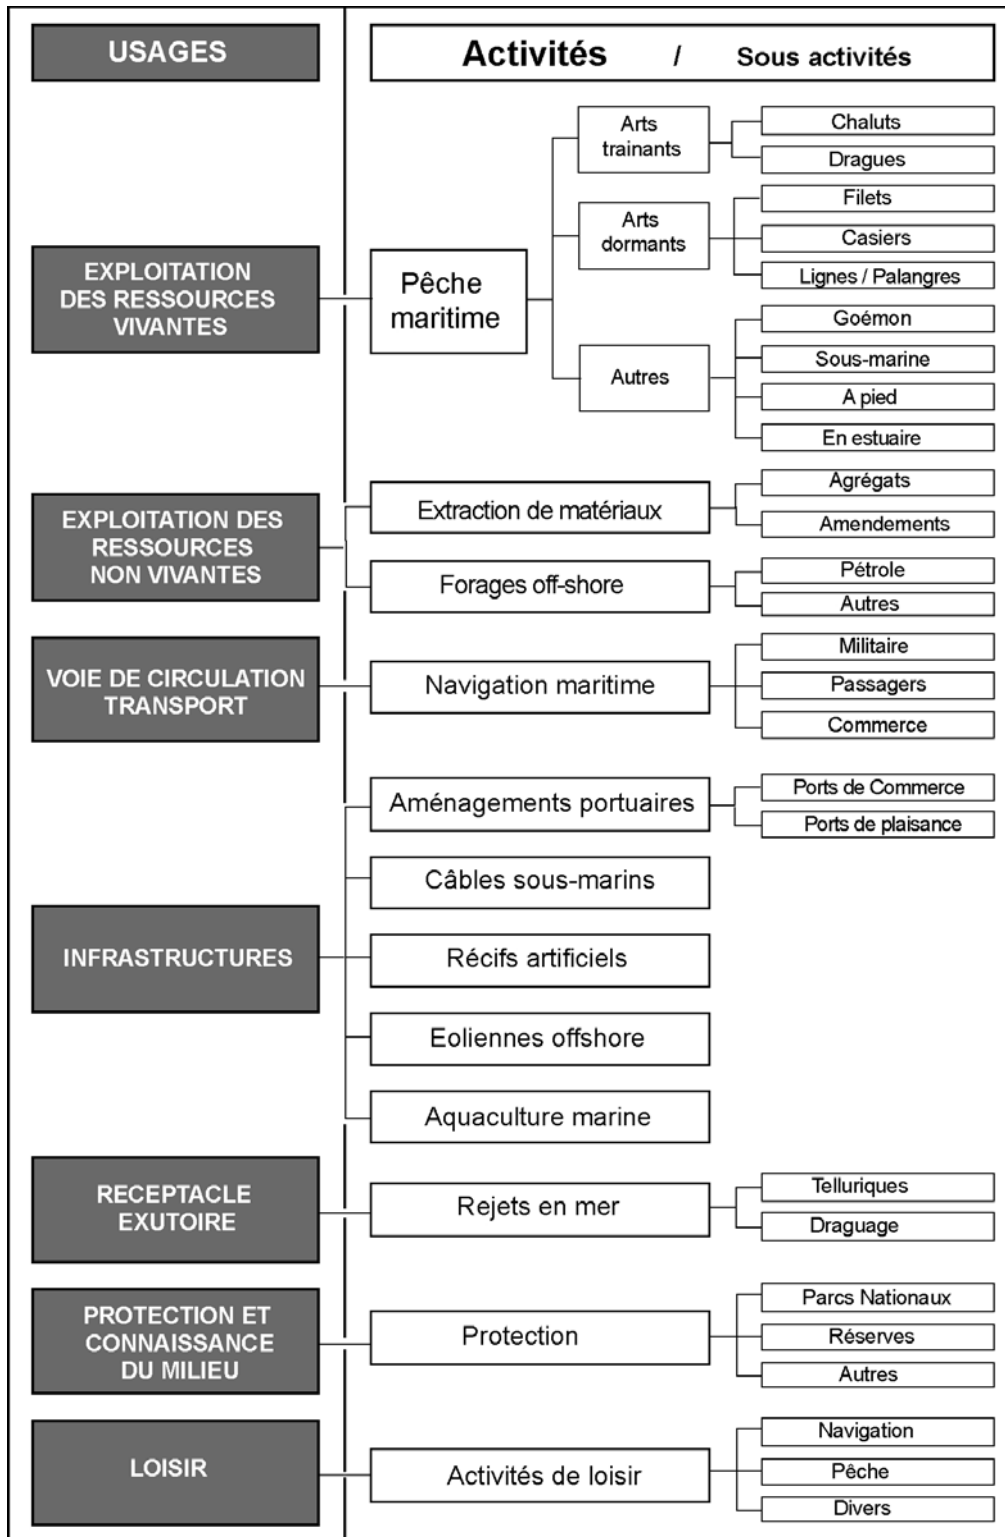 USAGES
Activités / Sous activités
EXPLOITATION
DES RESSOURCES
VIVANTES
Pêche
maritime
Arts
trainants
Chaluts
Dragues
Arts
dormants
Filets
Casiers
Lignes / Palangres
Autres
Goémon
Sous-marine
A pied
En estuaire
EXPLOITATION DES
RESSOURCES
NON VIVANTES
Extraction de matériaux
Agrégats
Amendements
Forages off-shore
Pétrole
Autres
VOIE DE CIRCULATION
TRANSPORT
Navigation maritime
Militaire
Passagers
Commerce
INFRASTRUCTURES
Aménagements portuaires
Ports de Commerce
Ports de plaisance
Câbles sous-marins
Récifs artificiels
Eoliennes offshore
Aquaculture marine
RECEPTACLE
EXUTOIRE
Rejets en mer
Telluriques
Draguage
PROTECTION ET
CONNAISSANCE
DU MILIEU
Protection
Parcs Nationaux
Réserves
Autres
LOISIR
Activités de loisir
Navigation
Pêche
Divers